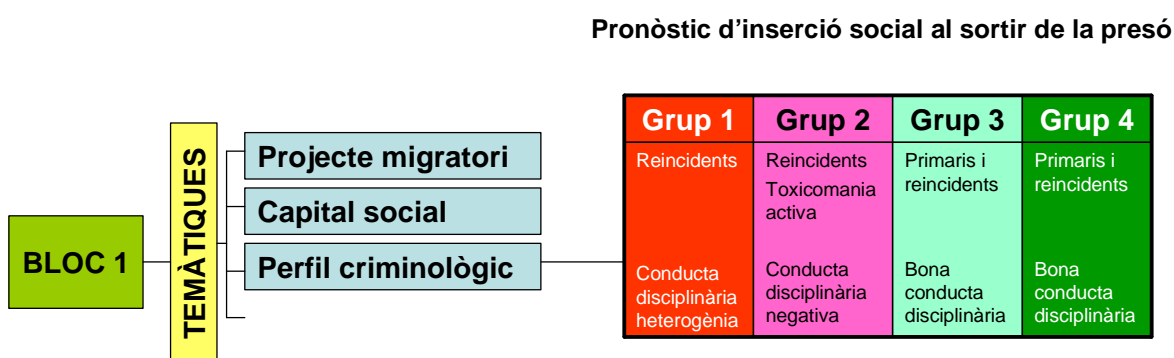 Pronòstic d’inserció social al sortir de la presó
BLOC 1
TEMÀTIQUES
Projecte migratori
Capital social
Perfil criminològic
Grup 1
Reincidents
Conducta
disciplinària
heterogènia
Grup 2
Reincidents
Toxicomania
activa
Conducta
disciplinària
negativa
Grup 3
Primaris i
reincidents
Bona
conducta
disciplinària
Grup 4
Primaris i
reincidents
Bona
conducta
disciplinària